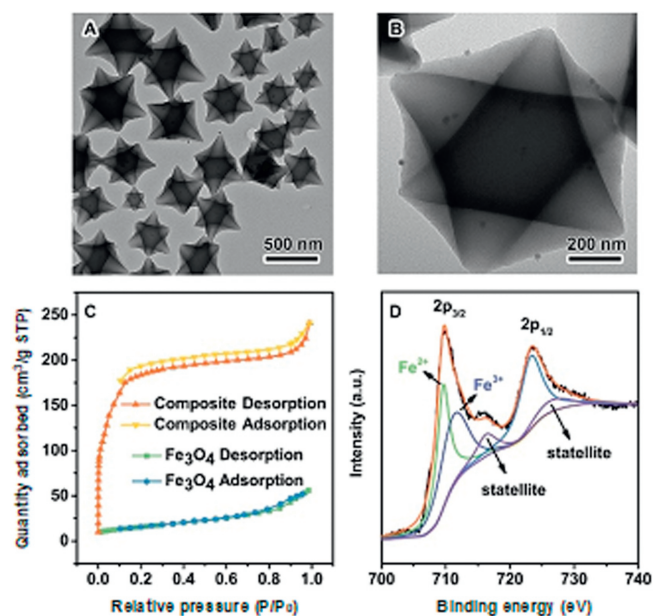 A
500 nm
B
200 nm
C
Quantity adsorbed (cm³/g STP)
250
200
150
100
50
0
Composite Desorption
Composite Adsorption
Fe₃O₄ Desorption
Fe₃O₄ Adsorption
0.0 0.2 0.4 0.6 0.8 1.0
Relative pressure (P/P₀)
D
Intensity (a.u.)
2p₃/₂
2p₁/₂
Fe²⁺
Fe³⁺
statellite
statellite
700 710 720 730 740
Binding energy (eV)